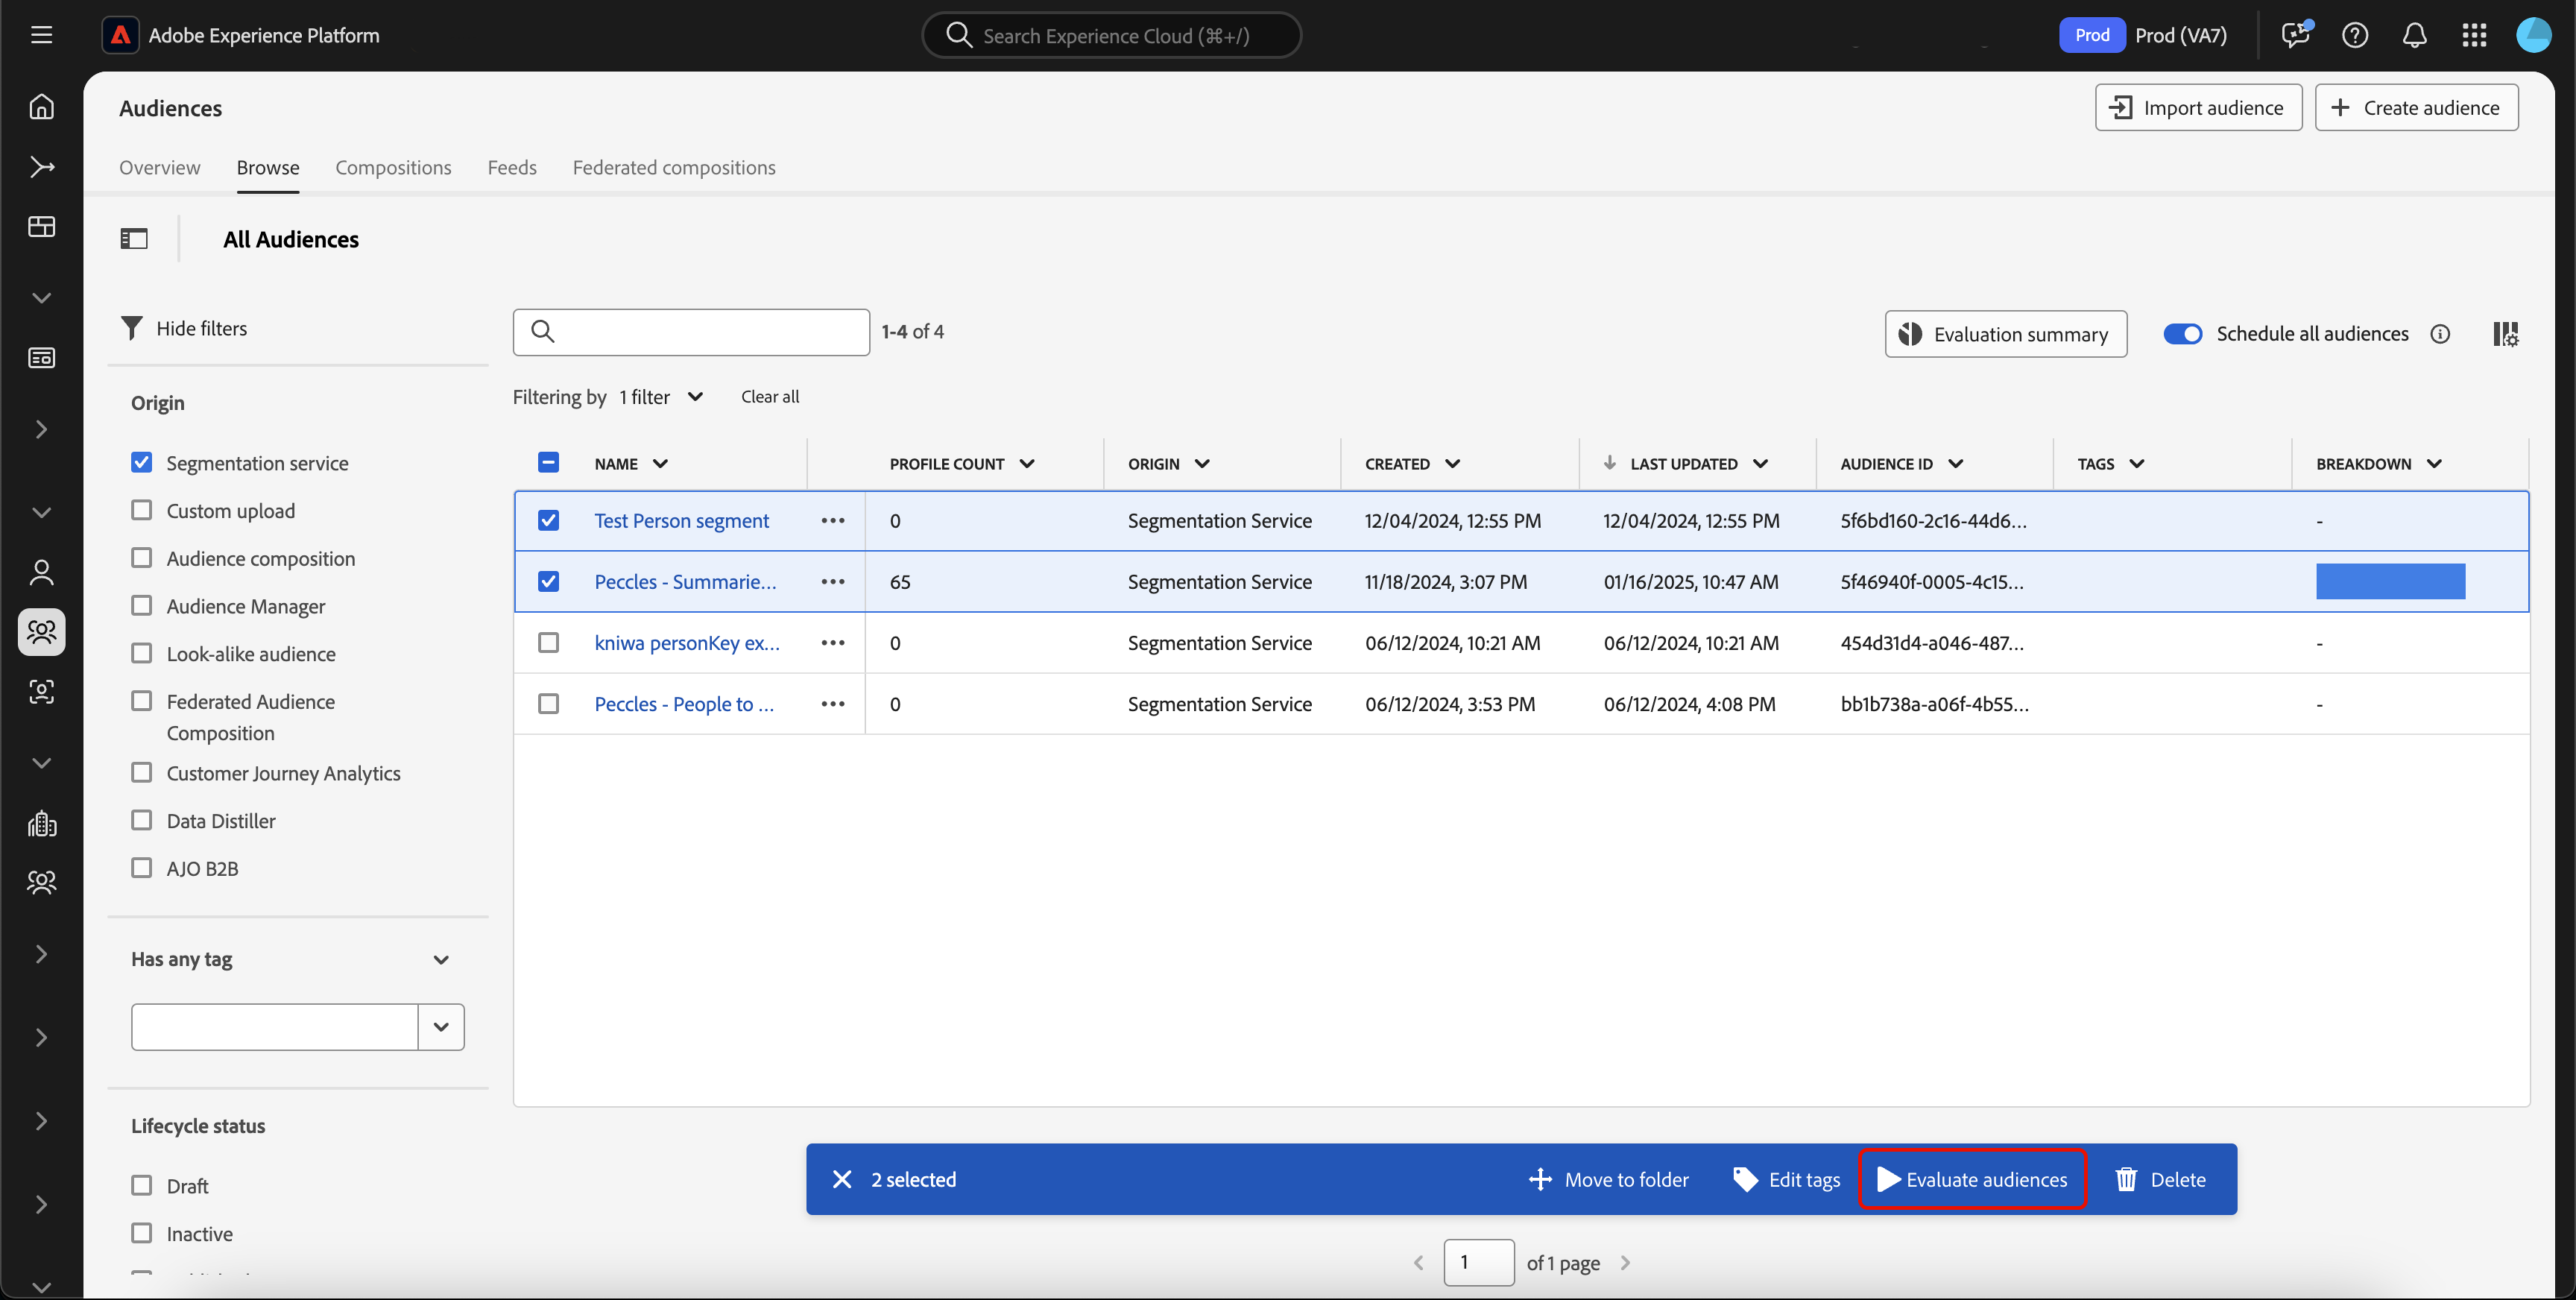 Adobe Experience Platform
Search Experience Cloud (⌘+/)
Prod
Prod (VA7)
Audiences
Import audience
Create audience
Overview
Browse
Compositions
Feeds
Federated compositions
All Audiences
Hide filters
1-4 of 4
Evaluation summary
Schedule all audiences
Filtering by 1 filter
Clear all
Origin
Segmentation service
Custom upload
Audience composition
Audience Manager
Look-alike audience
Federated Audience
Composition
Customer Journey Analytics
Data Distiller
AJO B2B
Has any tag
Lifecycle status
Draft
Inactive
NAME PROFILE COUNT ORIGIN CREATED LAST UPDATED AUDIENCE ID TAGS BREAKDOWN
Test Person segment ••• 0 Segmentation Service 12/04/2024, 12:55 PM 12/04/2024, 12:55 PM 5f6bd160-2c16-44d6... -
Peccles - Summarie... ••• 65 Segmentation Service 11/18/2024, 3:07 PM 01/16/2025, 10:47 AM 5f46940f-0005-4c15...
kniwa personKey ex... ••• 0 Segmentation Service 06/12/2024, 10:21 AM 06/12/2024, 10:21 AM 454d31d4-a046-487... -
Peccles - People to ... ••• 0 Segmentation Service 06/12/2024, 3:53 PM 06/12/2024, 4:08 PM bb1b738a-a06f-4b55... -
2 selected
Move to folder
Edit tags
Evaluate audiences
Delete
1 of 1 page